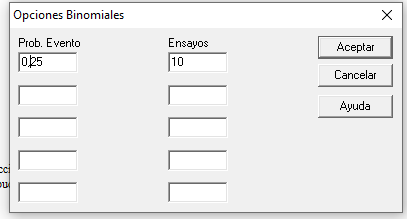 Opciones Binomiales
Prob. Evento Ensayos
0,25 10
Aceptar
Cancelar
Ayuda